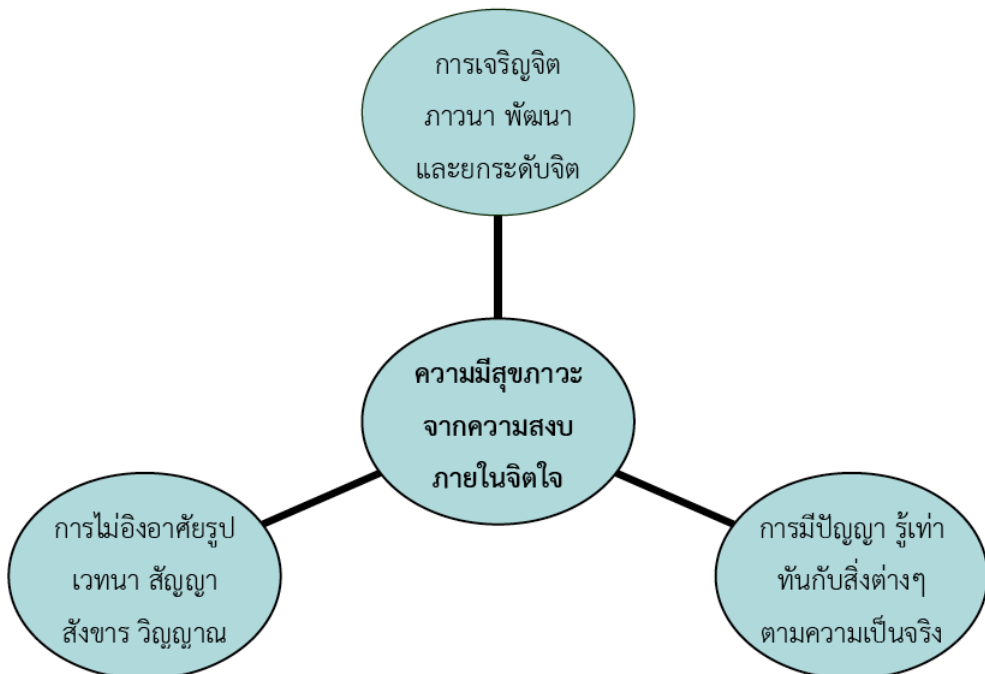 การเจริญจิต
ภาวนา พัฒนา
และยกระดับจิต
ความมีสุขภาวะ
จากความสงบ
ภายในจิตใจ
การไม่อิงอาศัยรูป
เวทนา สัญญา
สังขาร วิญญาณ
การมีปัญญา รู้เท่า
ทันกับสิ่งต่างๆ
ตามความเป็นจริง